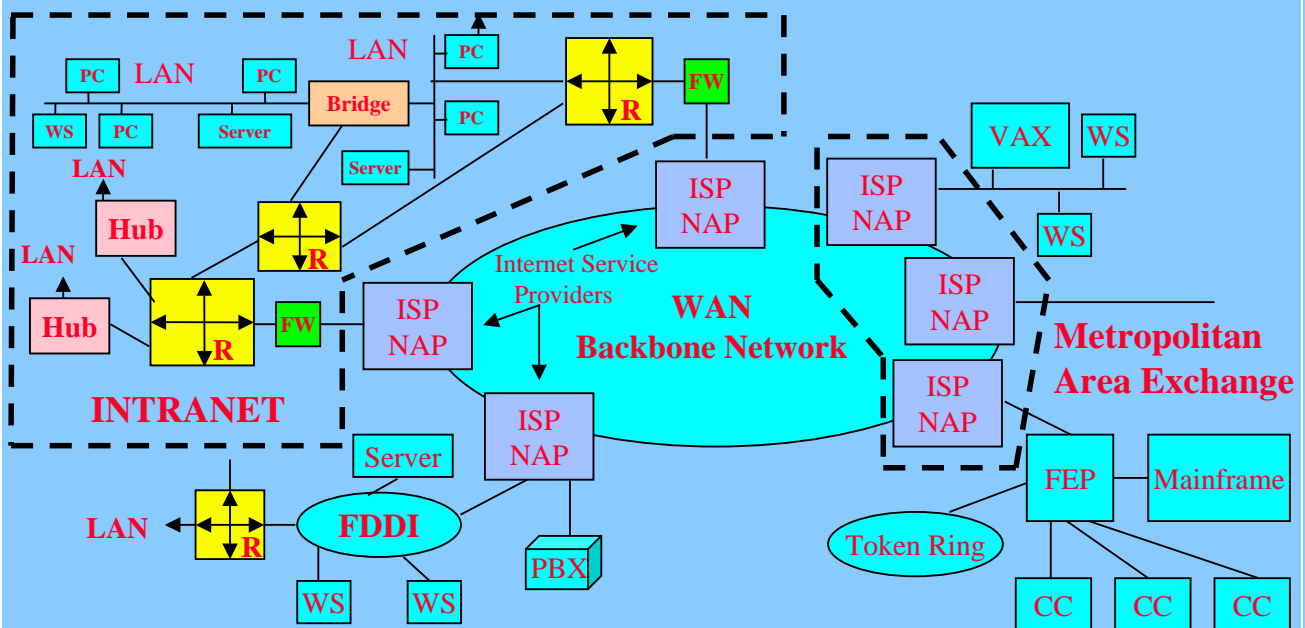 LAN
PC
R
FW
PC
LAN
PC
Bridge
WS
PC
Server
PC
Server
LAN
Hub
R
LAN
Hub
R
FW
INTRANET
ISP
NAP
ISP
NAP
Internet Service
Providers
WAN
Backbone Network
ISP
NAP
VAX
WS
WS
ISP
NAP
ISP
NAP
Metropolitan
Area Exchange
ISP
NAP
Server
LAN
R
FDDI
WS
WS
PBX
FEP
Mainframe
Token Ring
CC
CC
CC